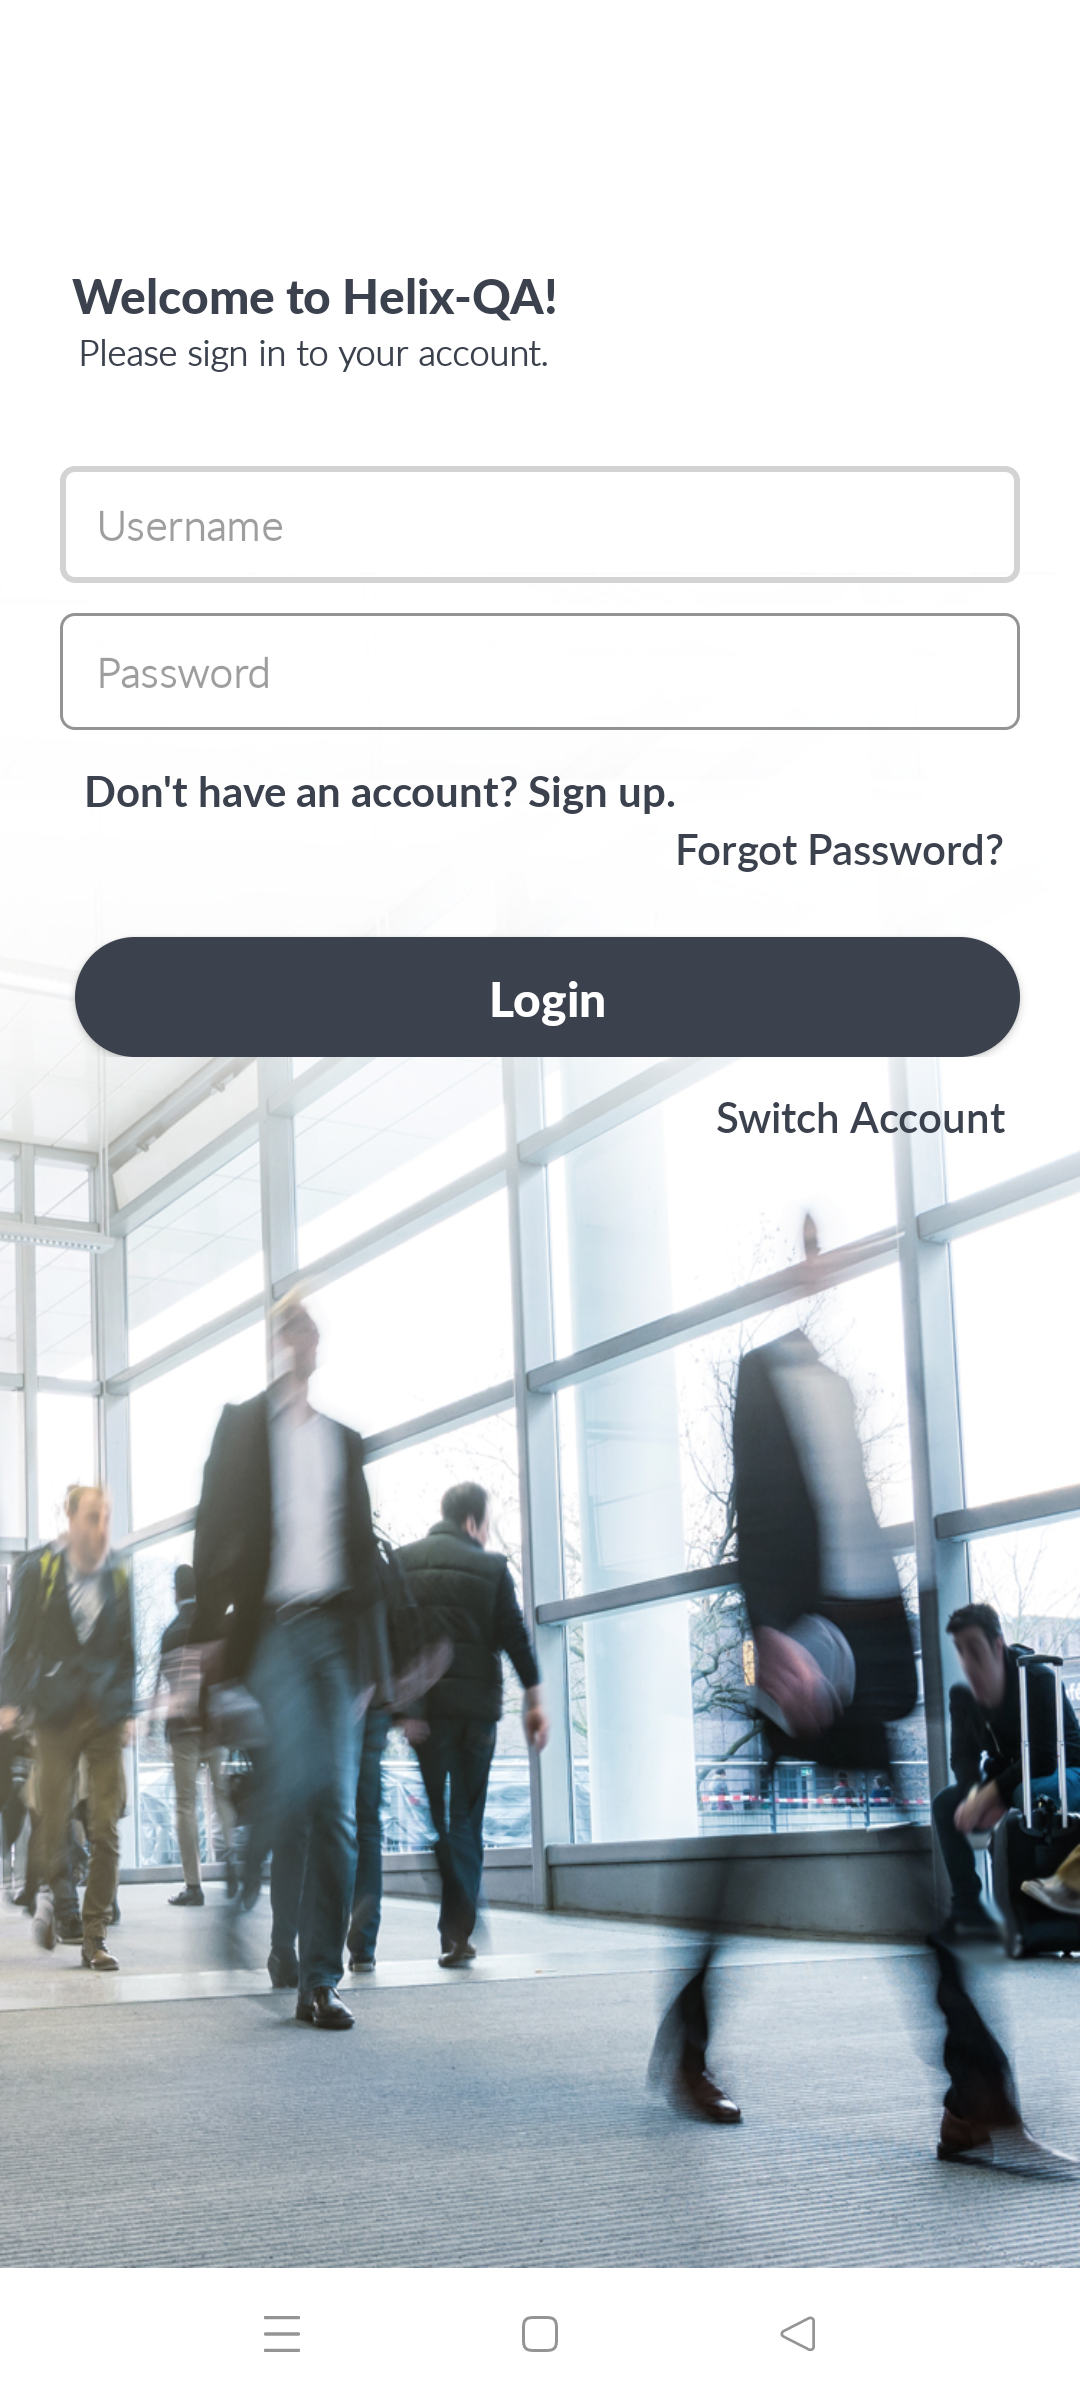 Welcome to Helix-QA!
Please sign in to your account.
Username
Password
Don't have an account? Sign up.
Forgot Password?
Login
Switch Account